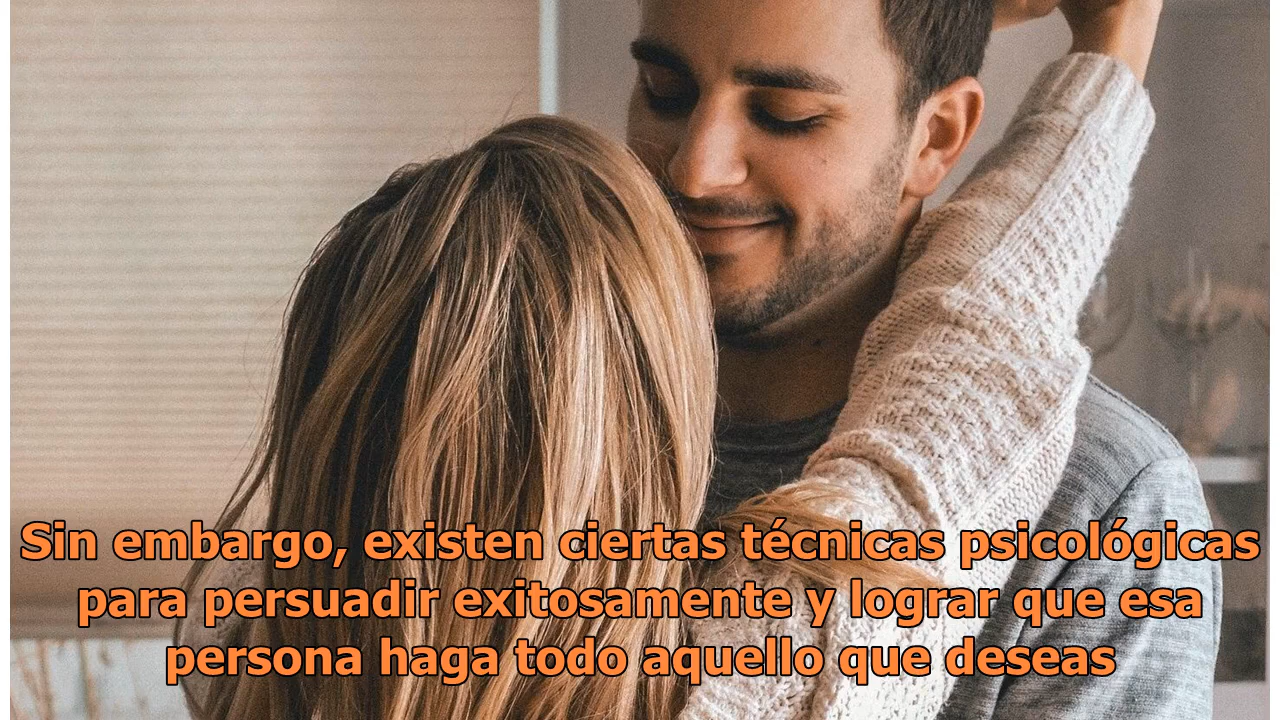 Sin embargo, existen ciertas técnicas psicológicas
para persuadir exitosamente y lograr que esa
persona haga todo aquello que deseas